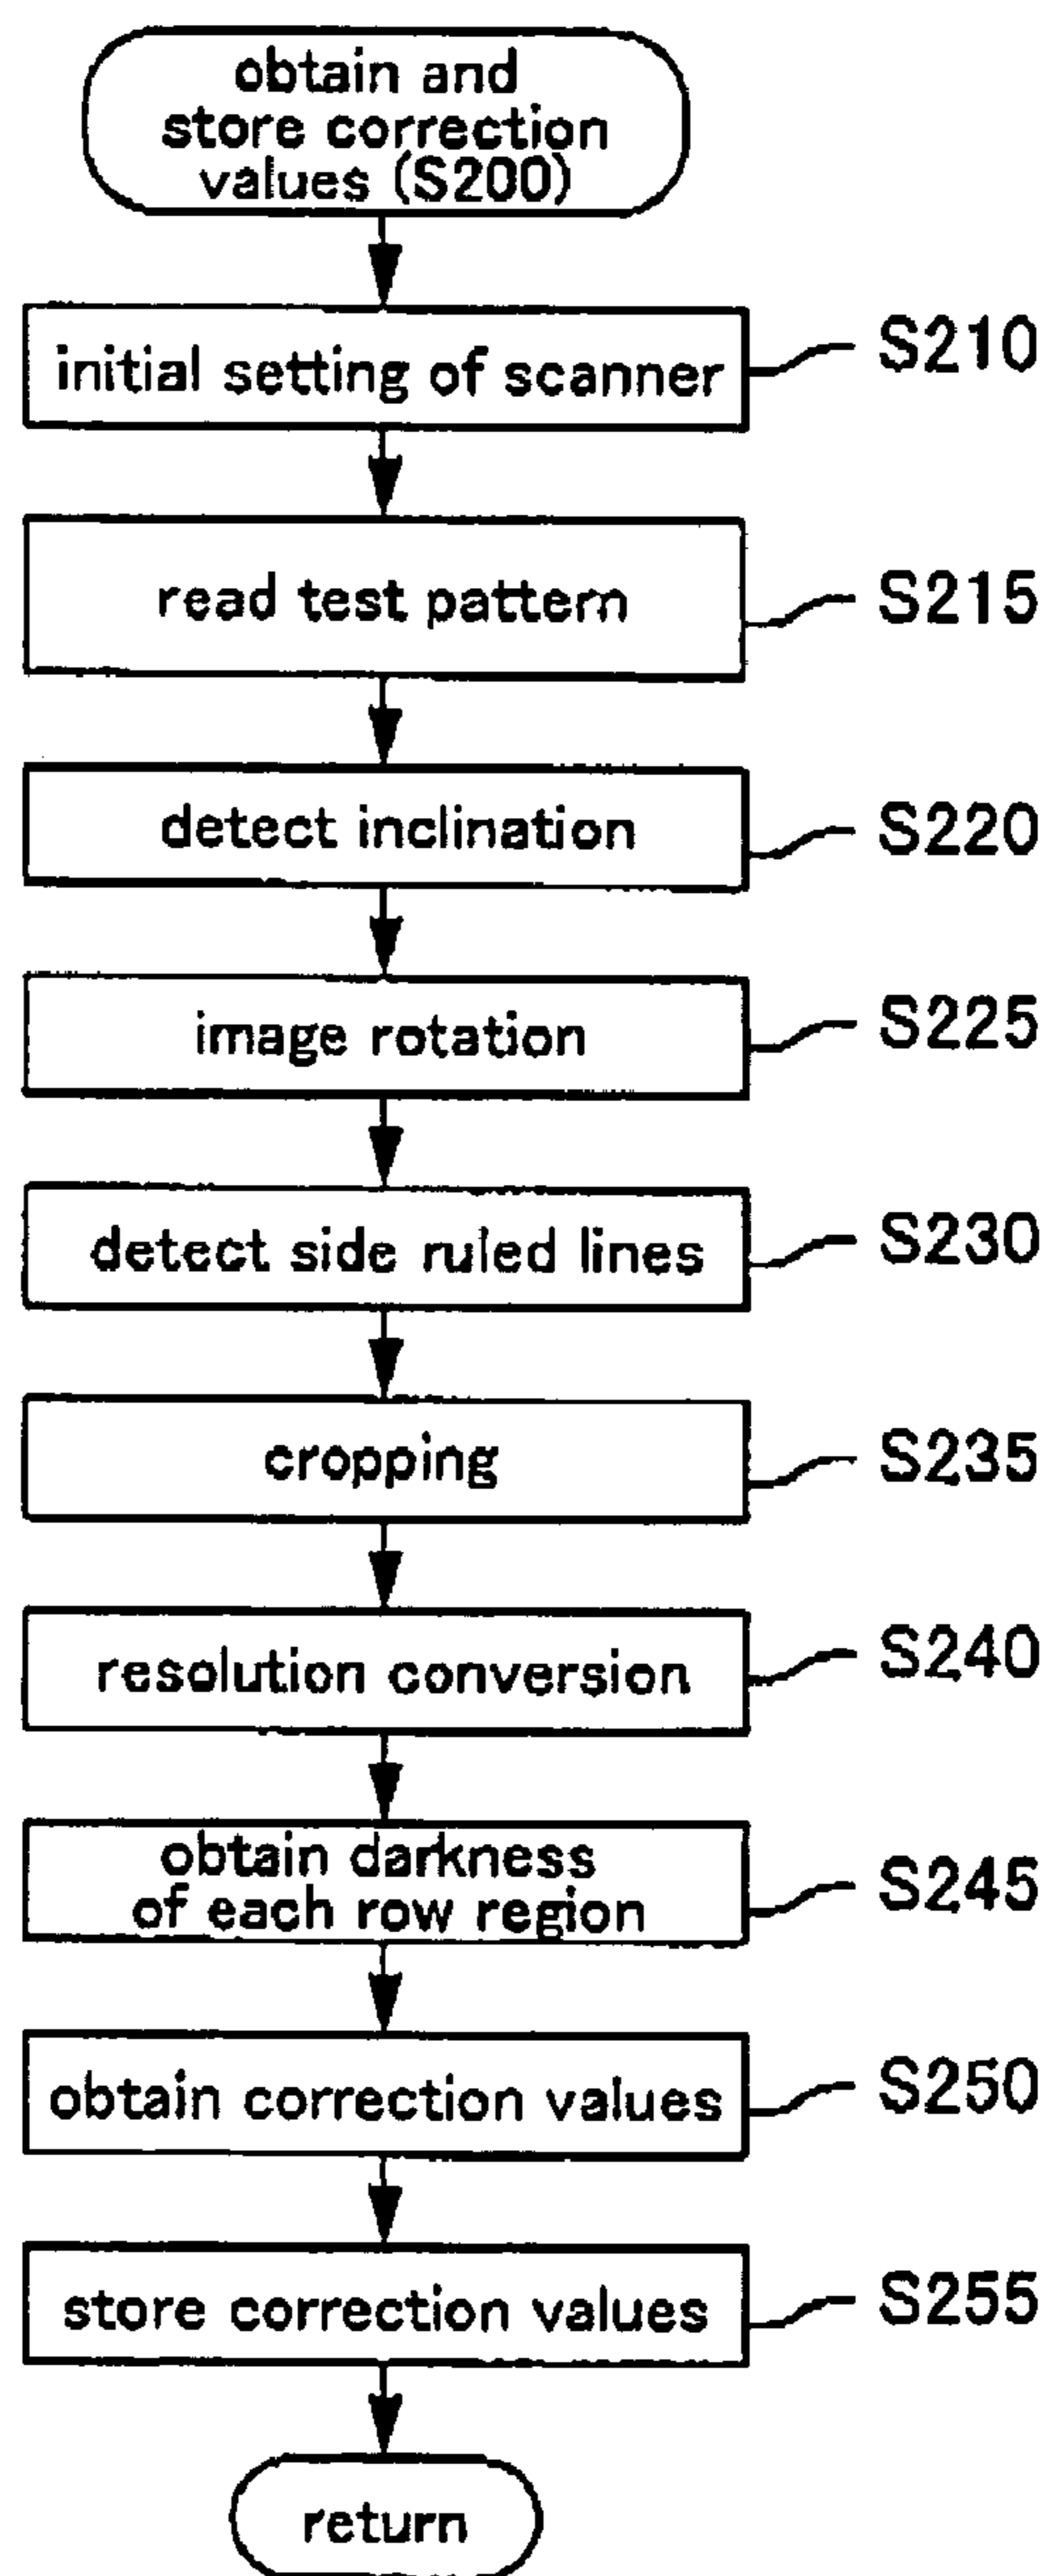 obtain and
store correction
values (S200)
initial setting of scanner
S210
read test pattern
S215
detect inclination
S220
image rotation
S225
detect side ruled lines
S230
cropping
S235
resolution conversion
S240
obtain darkness
of each row region
S245
obtain correction values
S250
store correction values
S255
return